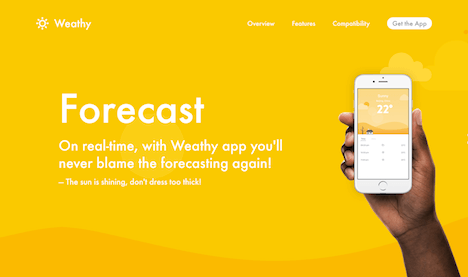 Weathy
Overview
Features
Compatibility
Get the App
Forecast
On real-time, with Weathy app you'll
never blame the forecasting again!
— The sun is shining, don't dress too thick!
22°